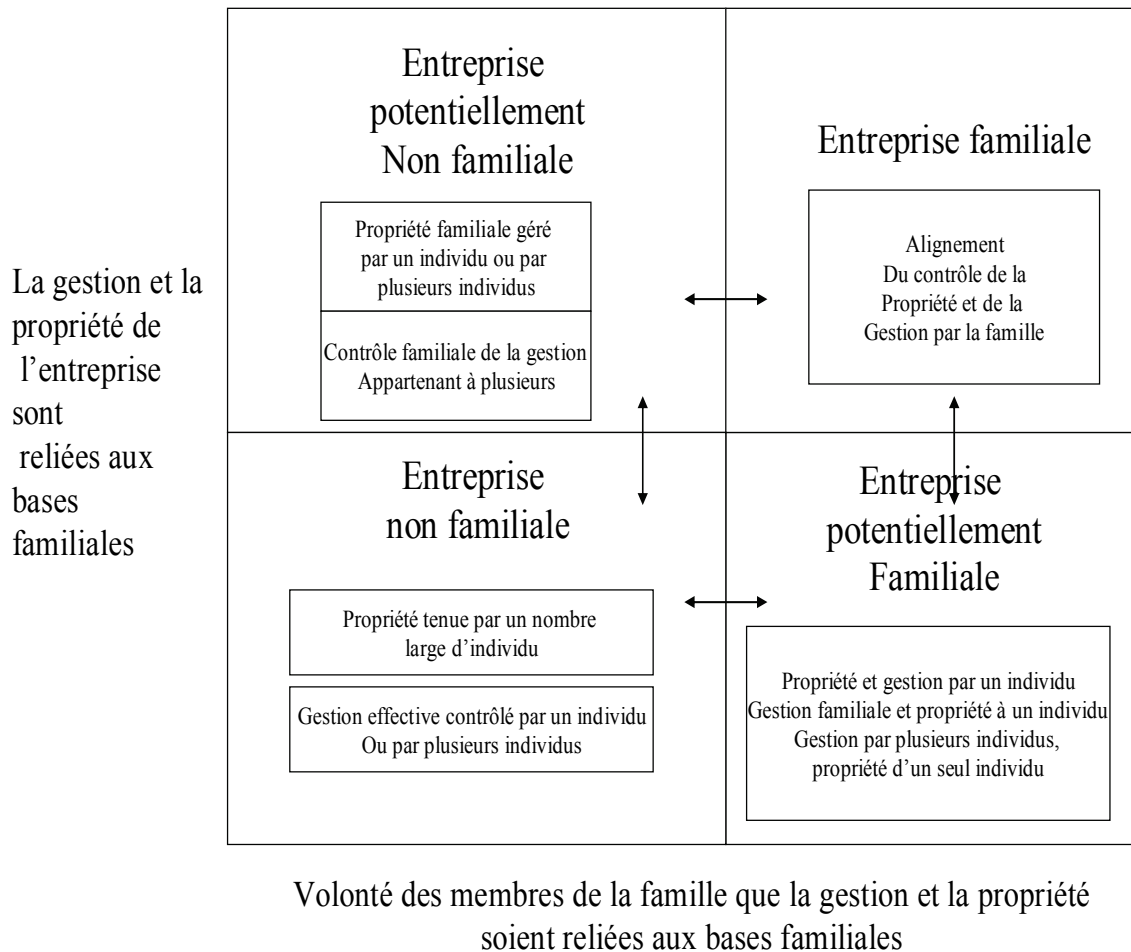 Entreprise
potentiellement
Non familiale
Propriété familiale géré
par un individu ou par
plusieurs individus
Contrôle familiale de la gestion
Appartenant à plusieurs
Entreprise familiale
Alignement
Du contrôle de la
Propriété et de la
Gestion par la famille
La gestion et la
propriété de
l’entreprise
sont
reliées aux
bases
familiales
Entreprise
non familiale
Propriété tenue par un nombre
large d’individu
Gestion effective contrôlé par un individu
Ou par plusieurs individus
Entreprise
potentiellement
Familiale
Propriété et gestion par un individu
Gestion familiale et propriété à un individu
Gestion par plusieurs individus,
propriété d’un seul individu
Volonté des membres de la famille que la gestion et la propriété
soient reliées aux bases familiales